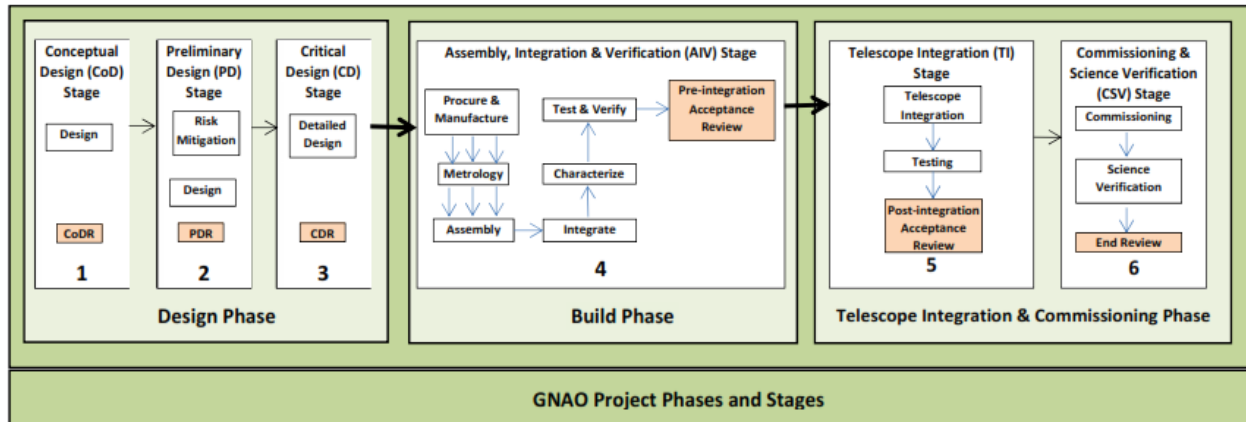 Conceptual
Design (CoD)
Stage
Design
CoDR
1
Preliminary
Design (PD)
Stage
Risk
Mitigation
Design
PDR
2
Critical
Design (CD)
Stage
Detailed
Design
CDR
3
Design Phase
Assembly, Integration & Verification (AIV) Stage
Procure &
Manufacture
Metrology
Assembly
Integrate
Characterize
Test & Verify
Pre-integration
Acceptance
Review
4
Build Phase
Telescope Integration (TI)
Stage
Telescope
Integration
Testing
Post-integration
Acceptance
Review
5
Commissioning &
Science Verification
(CSV) Stage
Commissioning
Science
Verification
End Review
6
Telescope Integration & Commissioning Phase
GNAO Project Phases and Stages